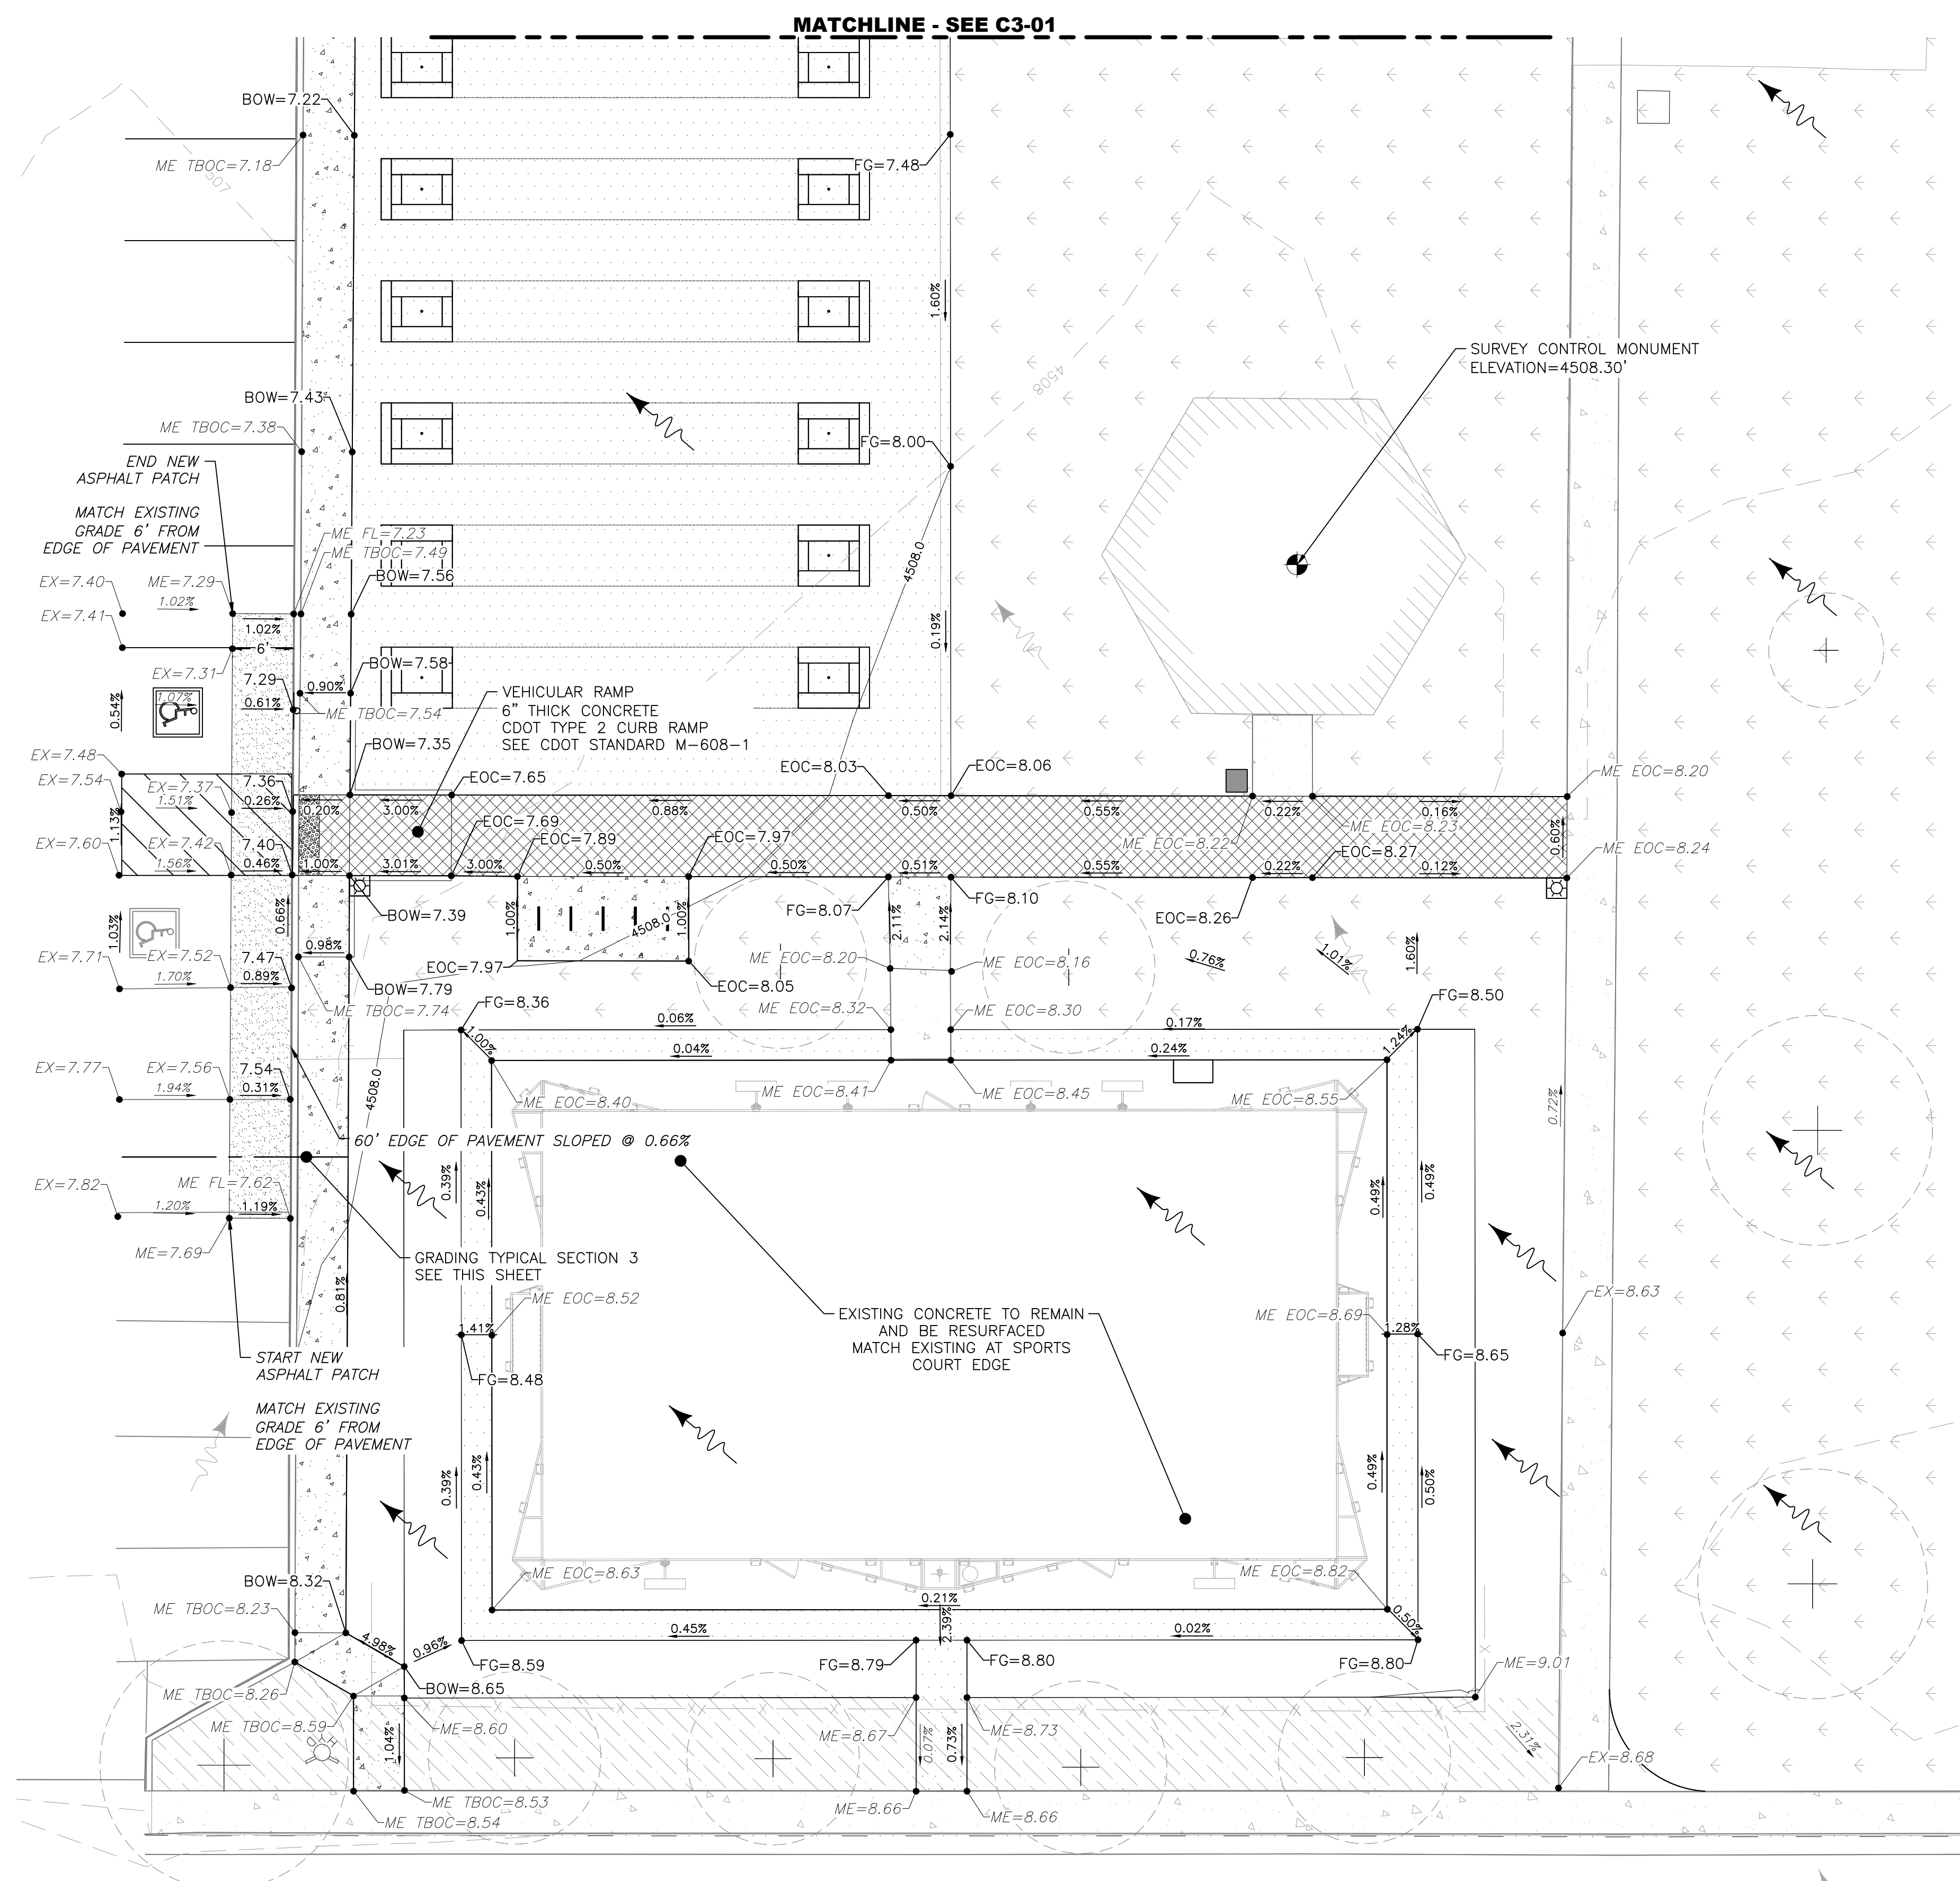 MATCHLINE - SEE C3-01
BOW=7.22
ME TBOC=7.18
507
FG=7.48
1.60%
SURVEY CONTROL MONUMENT
ELEVATION=4508.30'
4508
BOW=7.43
ME TBOC=7.38
FG=8.00
END NEW
ASPHALT PATCH
MATCH EXISTING
GRADE 6' FROM
EDGE OF PAVEMENT
ME FL=7.23
ME TBOC=7.49
BOW=7.56
4508.0
EX=7.40
ME=7.29
1.02%
EX=7.41
1.02%
6'
0.19%
EX=7.31
BOW=7.58
7.29
0.90%
0.54%
1.07%
0.61%
ME TBOC=7.54
VEHICULAR RAMP
6" THICK CONCRETE
CDOT TYPE 2 CURB RAMP
SEE CDOT STANDARD M-608-1
BOW=7.35
EX=7.48
EX=7.54
EX=7.37
7.36
EOC=7.65
EOC=8.03
EOC=8.06
ME EOC=8.20
1.51%
0.26%
0.20%
3.00%
0.88%
0.50%
0.55%
0.22%
0.16%
1.13%
EOC=7.69
EOC=7.89
EOC=7.97
ME EOC=8.23
ME EOC=8.22
0.60%
EX=7.60
EX=7.42
7.40
EOC=8.27
ME EOC=8.24
1.56%
0.46%
1.00%
3.01%
3.00%
0.50%
0.50%
0.51%
0.55%
0.22%
0.12%
BOW=7.39
FG=8.07
FG=8.10
EOC=8.26
0.66%
1.03%
1.00%
4508.0
1.00%
2.11%
2.14%
0.98%
EX=7.71
EX=7.52
7.47
EOC=7.97
ME EOC=8.20
ME EOC=8.16
0.76%
1.01%
1.60%
1.70%
0.89%
BOW=7.79
EOC=8.05
ME TBOC=7.74
FG=8.36
ME EOC=8.32
ME EOC=8.30
FG=8.50
0.06%
0.17%
1.00%
0.04%
0.24%
1.24%
EX=7.77
EX=7.56
7.54
1.94%
0.31%
4508.0
ME EOC=8.40
ME EOC=8.41
ME EOC=8.45
ME EOC=8.55
0.72%
60' EDGE OF PAVEMENT SLOPED @ 0.66%
EX=7.82
ME FL=7.62
1.20%
1.19%
0.39%
0.43%
0.49%
0.49%
ME=7.69
GRADING TYPICAL SECTION 3
SEE THIS SHEET
0.81%
ME EOC=8.52
EXISTING CONCRETE TO REMAIN
AND BE RESURFACED
MATCH EXISTING AT SPORTS
COURT EDGE
ME EOC=8.69
EX=8.63
1.41%
1.28%
START NEW
ASPHALT PATCH
FG=8.48
FG=8.65
MATCH EXISTING
GRADE 6' FROM
EDGE OF PAVEMENT
0.39%
0.43%
0.49%
0.50%
BOW=8.32
ME TBOC=8.23
ME EOC=8.63
ME EOC=8.82
0.21%
0.50%
4.98%
0.96%
0.45%
2.39%
0.02%
FG=8.59
FG=8.79
FG=8.80
FG=8.80
ME=9.01
ME TBOC=8.26
BOW=8.65
ME TBOC=8.59
ME=8.60
ME=8.67
ME=8.73
1.04%
0.07%
0.73%
2.31%
EX=8.68
ME TBOC=8.53
ME TBOC=8.54
ME=8.66
ME=8.66